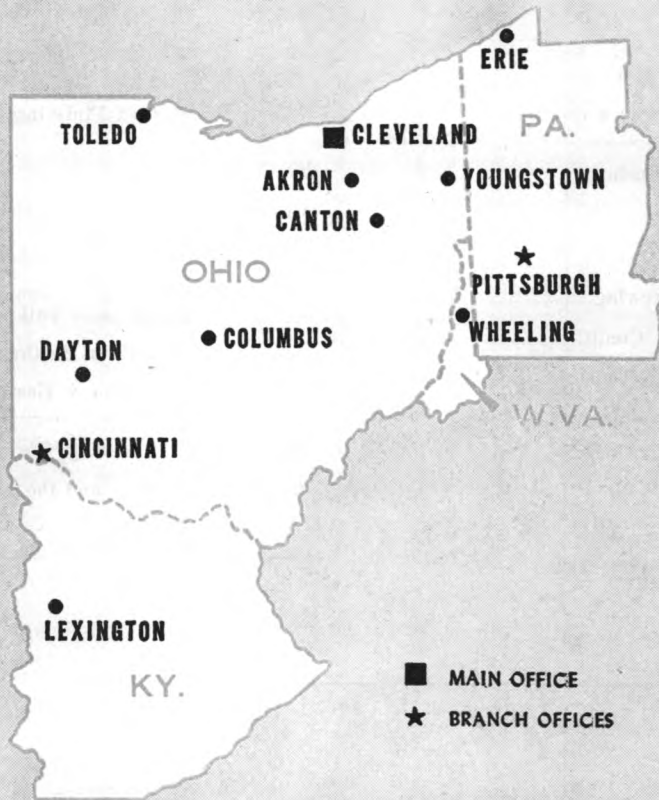 ERIE
TOLEDO
CLEVELAND
PA.
AKRON
YOUNGSTOWN
CANTON
OHIO
PITTSBURGH
WHEELING
COLUMBUS
DAYTON
W.VA.
CINCINNATI
LEXINGTON
KY.
MAIN OFFICE
BRANCH OFFICES